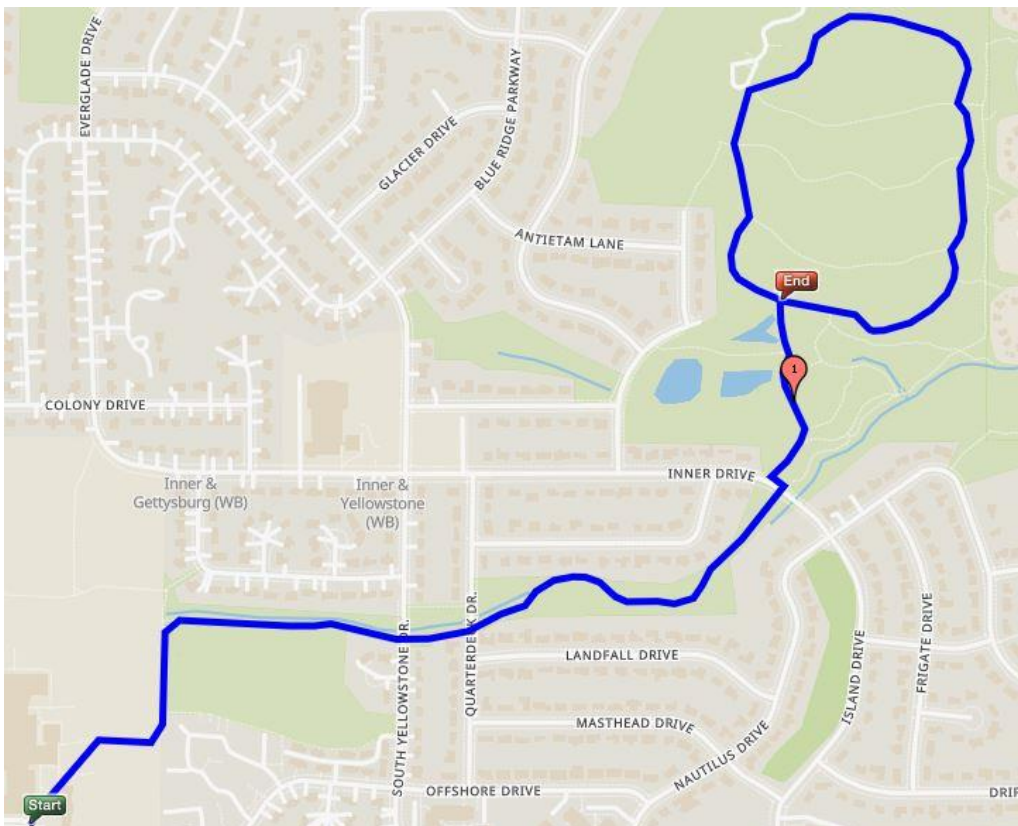 EVERGLADE DRIVE
GLACIER DRIVE
BLUE RIDGE PARKWAY
ANTIETAM LANE
End
1
COLONY DRIVE
INNER DRIVE
Inner &
Gettysburg (WB)
Inner &
Yellowstone
(WB)
QUARTERDECK DR.
SOUTH YELLOWSTONE DR.
LANDFALL DRIVE
MASTHEAD DRIVE
NAUTILUS DRIVE
ISLAND DRIVE
FRIGATE DRIVE
OFFSHORE DRIVE
DRIF
Start